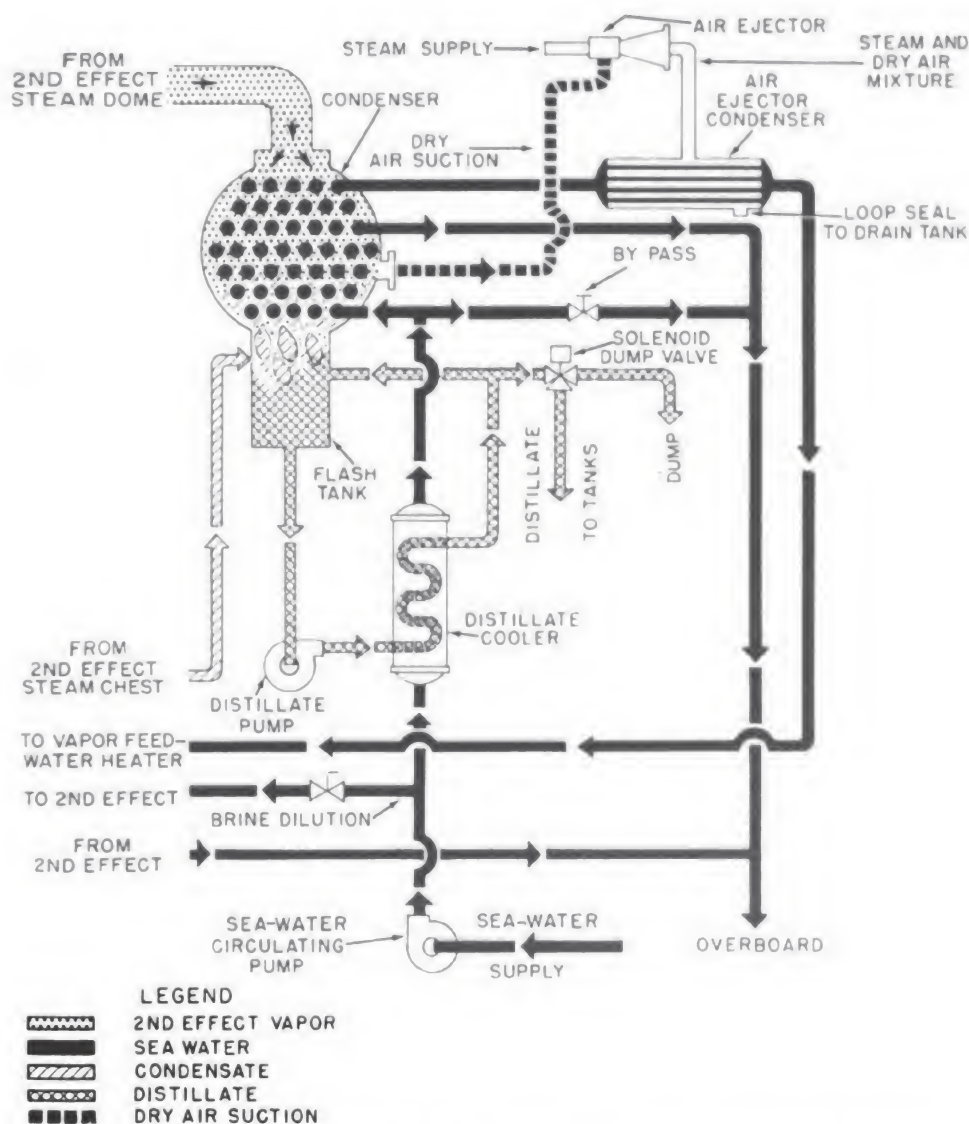 AIR EJECTOR
STEAM SUPPLY
STEAM AND
DRY AIR
MIXTURE
FROM
2ND EFFECT
STEAM DOME
CONDENSER
AIR
EJECTOR
CONDENSER
DRY
AIR SUCTION
LOOP SEAL
TO DRAIN TANK
BY PASS
SOLENOID
DUMP VALVE
FLASH
TANK
DISTILLATE
TO TANKS
DUMP
DISTILLATE
COOLER
FROM
2ND EFFECT
STEAM CHEST
DISTILLATE
PUMP
TO VAPOR FEED-
WATER HEATER
TO 2ND EFFECT
BRINE DILUTION
FROM
2ND EFFECT
SEA-WATER
CIRCULATING
PUMP
SEA-WATER
SUPPLY
OVERBOARD
LEGEND
2ND EFFECT VAPOR
SEA WATER
CONDENSATE
DISTILLATE
DRY AIR SUCTION